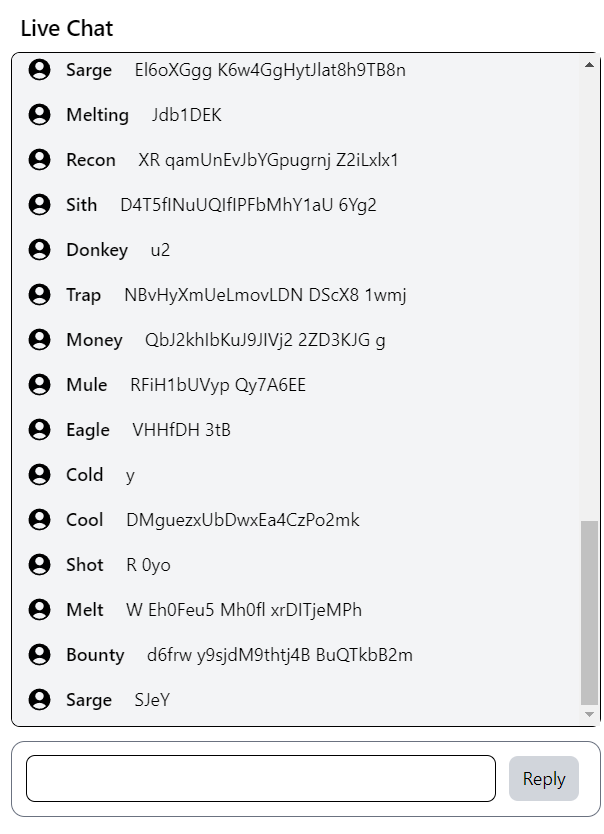 Live Chat
Sarge El6oXGgg K6w4GgHytJlat8h9TB8n
Melting Jdb1DEK
Recon XR qamUnEvJbYGpugrnj Z2iLxlx1
Sith D4T5fINuUQIfIPFbMhY1aU 6Yg2
Donkey u2
Trap NBvHyXmUeLmovLDN DScX8 1wmj
Money QbJ2khIbKuJ9JIVj2 2ZD3KJG g
Mule RFiH1bUVyp Qy7A6EE
Eagle VHHfDH 3tB
Cold y
Cool DMguezxUbDwxEa4CzPo2mk
Shot R 0yo
Melt W Eh0Feu5 Mh0fl xrDITjeMPh
Bounty d6frw y9sjdM9thtj4B BuQTkbB2m
Sarge SJeY
Reply